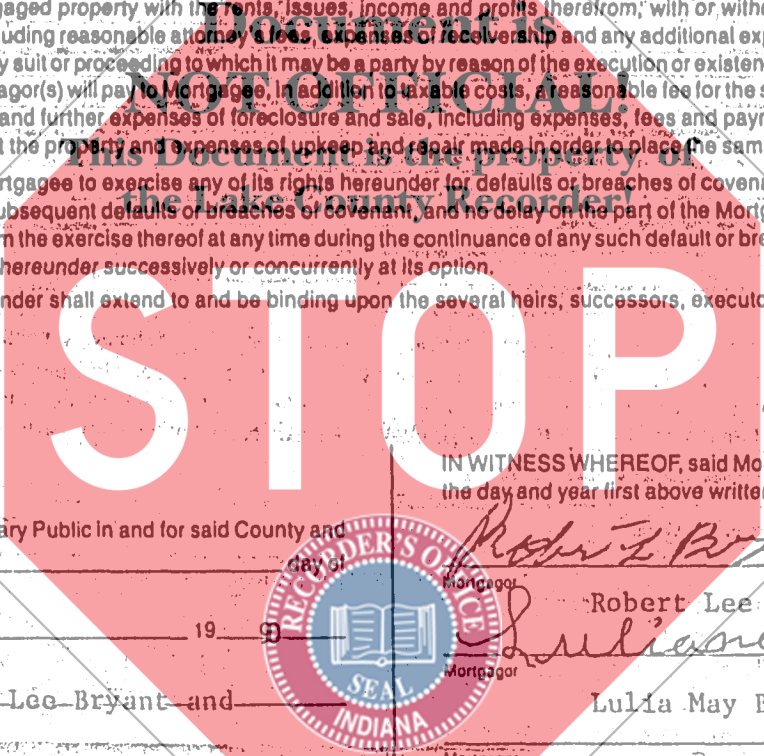 gaged property with the rents, issues, income and profits therefrom, with or witho
uding reasonable attorney's fees, expenses of receivership and any additional exp
Document is
y suit or proceeding to which it may be a party by reason of the execution or existen
agor(s) will pay to Mortgagee, in addition to taxable costs, a reasonable fee for the s
NOT OFFICIAL!
and further expenses of foreclosure and sale, including expenses, fees and payn
t the property and expenses of upkeep and repair made in order to place the sam
This Document is the property of
rtgagee to exercise any of its rights hereunder for defaults or breaches of covena
the Lake County Recorder!
ubsequent defaults or breaches of covenant, and no delay on the part of the Mortg
n the exercise thereof at any time during the continuance of any such default or bre
hereunder successively or concurrently at its option.
nder shall extend to and be binding upon the several heirs, successors, executo
STOP
IN WITNESS WHEREOF, said Mo
the day and year first above writte
ary Public in and for said County and
day of
Mortgagor
Robert Lee
19 90
Mortgagor
Lee Bryant and
Lulia May B
RECORDER'S OFFICE
SEAL
INDIANA